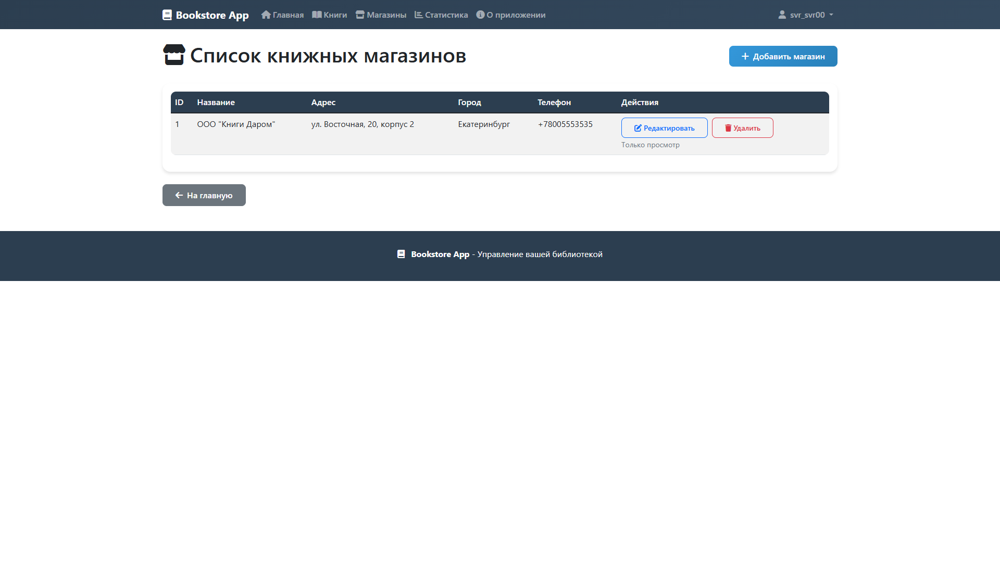 Bookstore App Главная Книги Магазины Статистика О приложении svr_svr00
Список книжных магазинов
Добавить магазин
ID Название Адрес Город Телефон Действия
1 ООО "Книги Даром" ул. Восточная, 20, корпус 2 Екатеринбург +78005553535 Редактировать Удалить
Только просмотр
На главную
Bookstore App - Управление вашей библиотекой